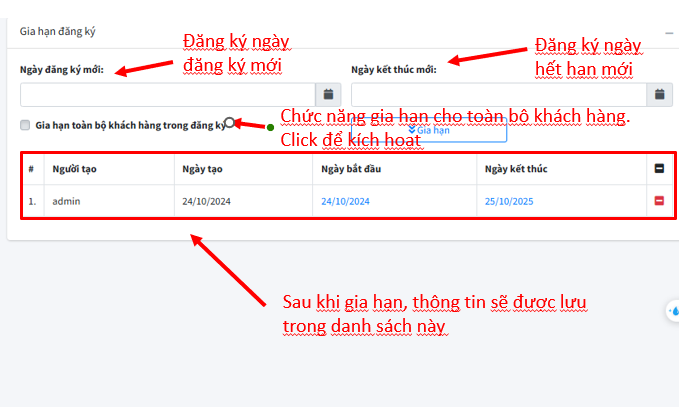 Gia hạn đăng ký
Đăng ký ngày
đăng ký mới
Đăng ký ngày
hết hạn mới
Ngày đăng ký mới:
Ngày kết thúc mới:
Gia hạn toàn bộ khách hàng trong đăng ký
Chức năng gia hạn cho toàn bộ khách hàng.
Click để kích hoạt
Gia hạn
# Người tạo Ngày tạo Ngày bắt đầu Ngày kết thúc
1. admin 24/10/2024 24/10/2024 25/10/2025
Sau khi gia hạn, thông tin sẽ được lưu
trong danh sách này